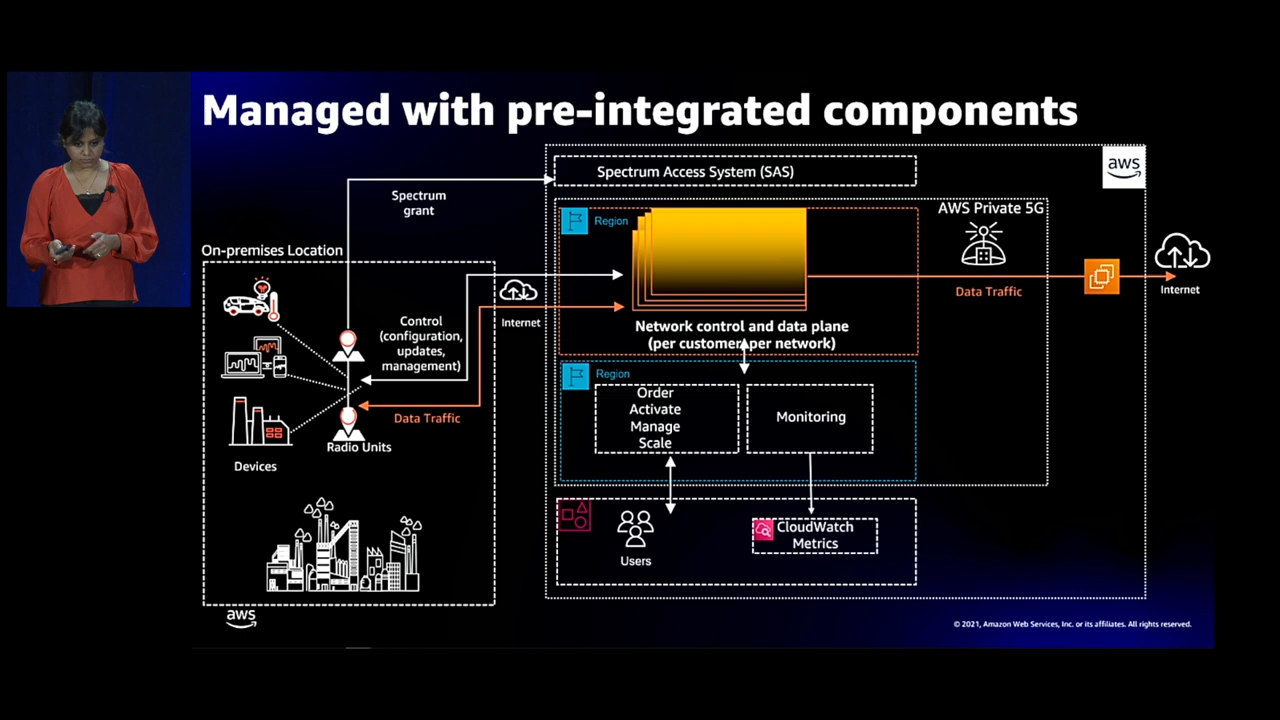 Managed with pre-integrated components
aws
Spectrum Access System (SAS)
Spectrum
grant
AWS Private 5G
Region
On-premises Location
Internet
Data Traffic
Internet
Control
(configuration,
updates,
management)
Network control and data plane
(per customer per network)
Region
Order
Activate
Manage
Scale
Monitoring
Data Traffic
Radio Units
Devices
Users
CloudWatch
Metrics
aws
© 2021, Amazon Web Services, Inc. or its affiliates. All rights reserved.